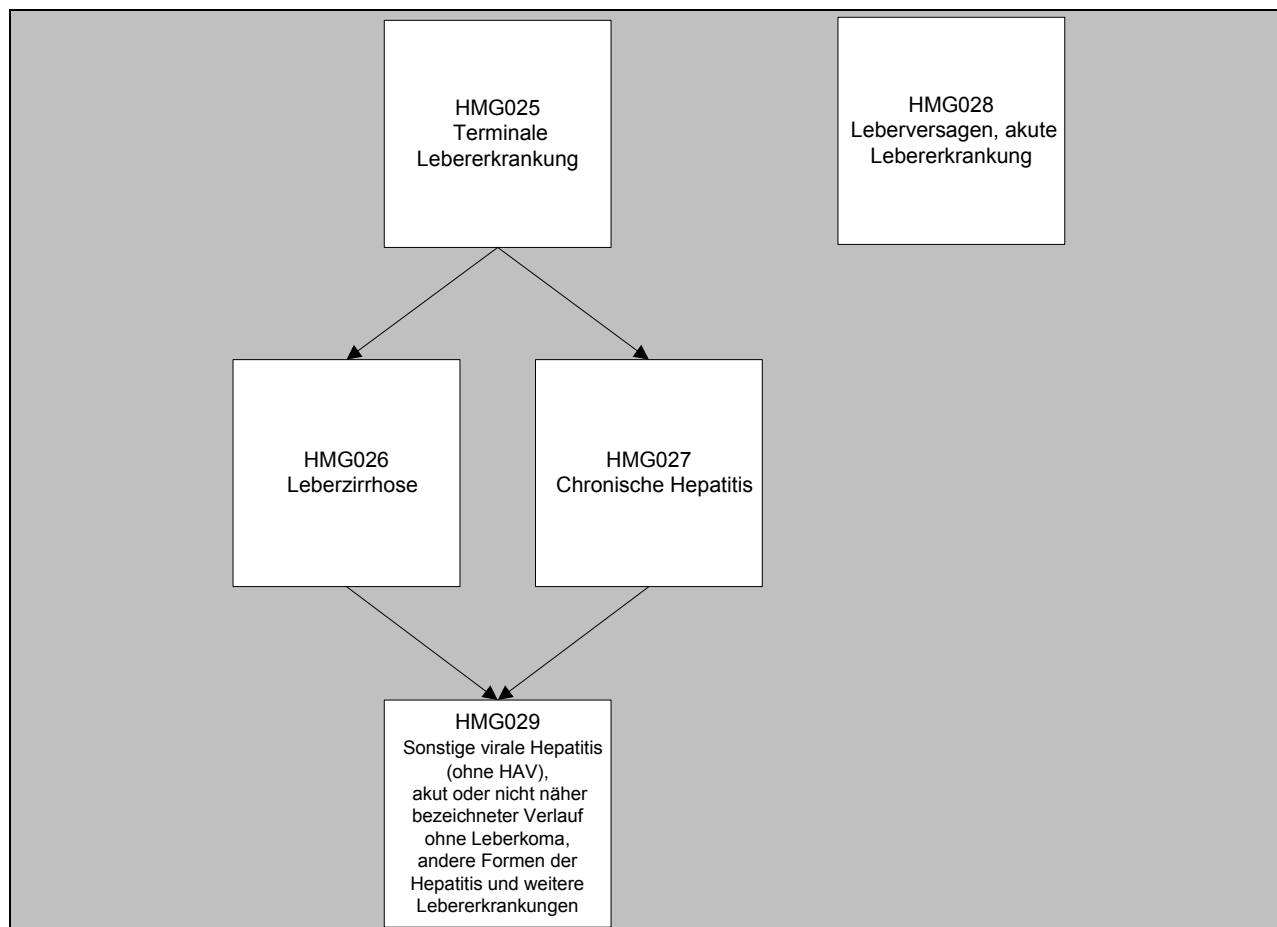 HMG025
Terminale
Lebererkrankung
HMG028
Leberversagen, akute
Lebererkrankung
HMG026
Leberzirrhose
HMG027
Chronische Hepatitis
HMG029
Sonstige virale Hepatitis
(ohne HAV),
akut oder nicht näher
bezeichneter Verlauf
ohne Leberkoma,
andere Formen der
Hepatitis und weitere
Lebererkrankungen